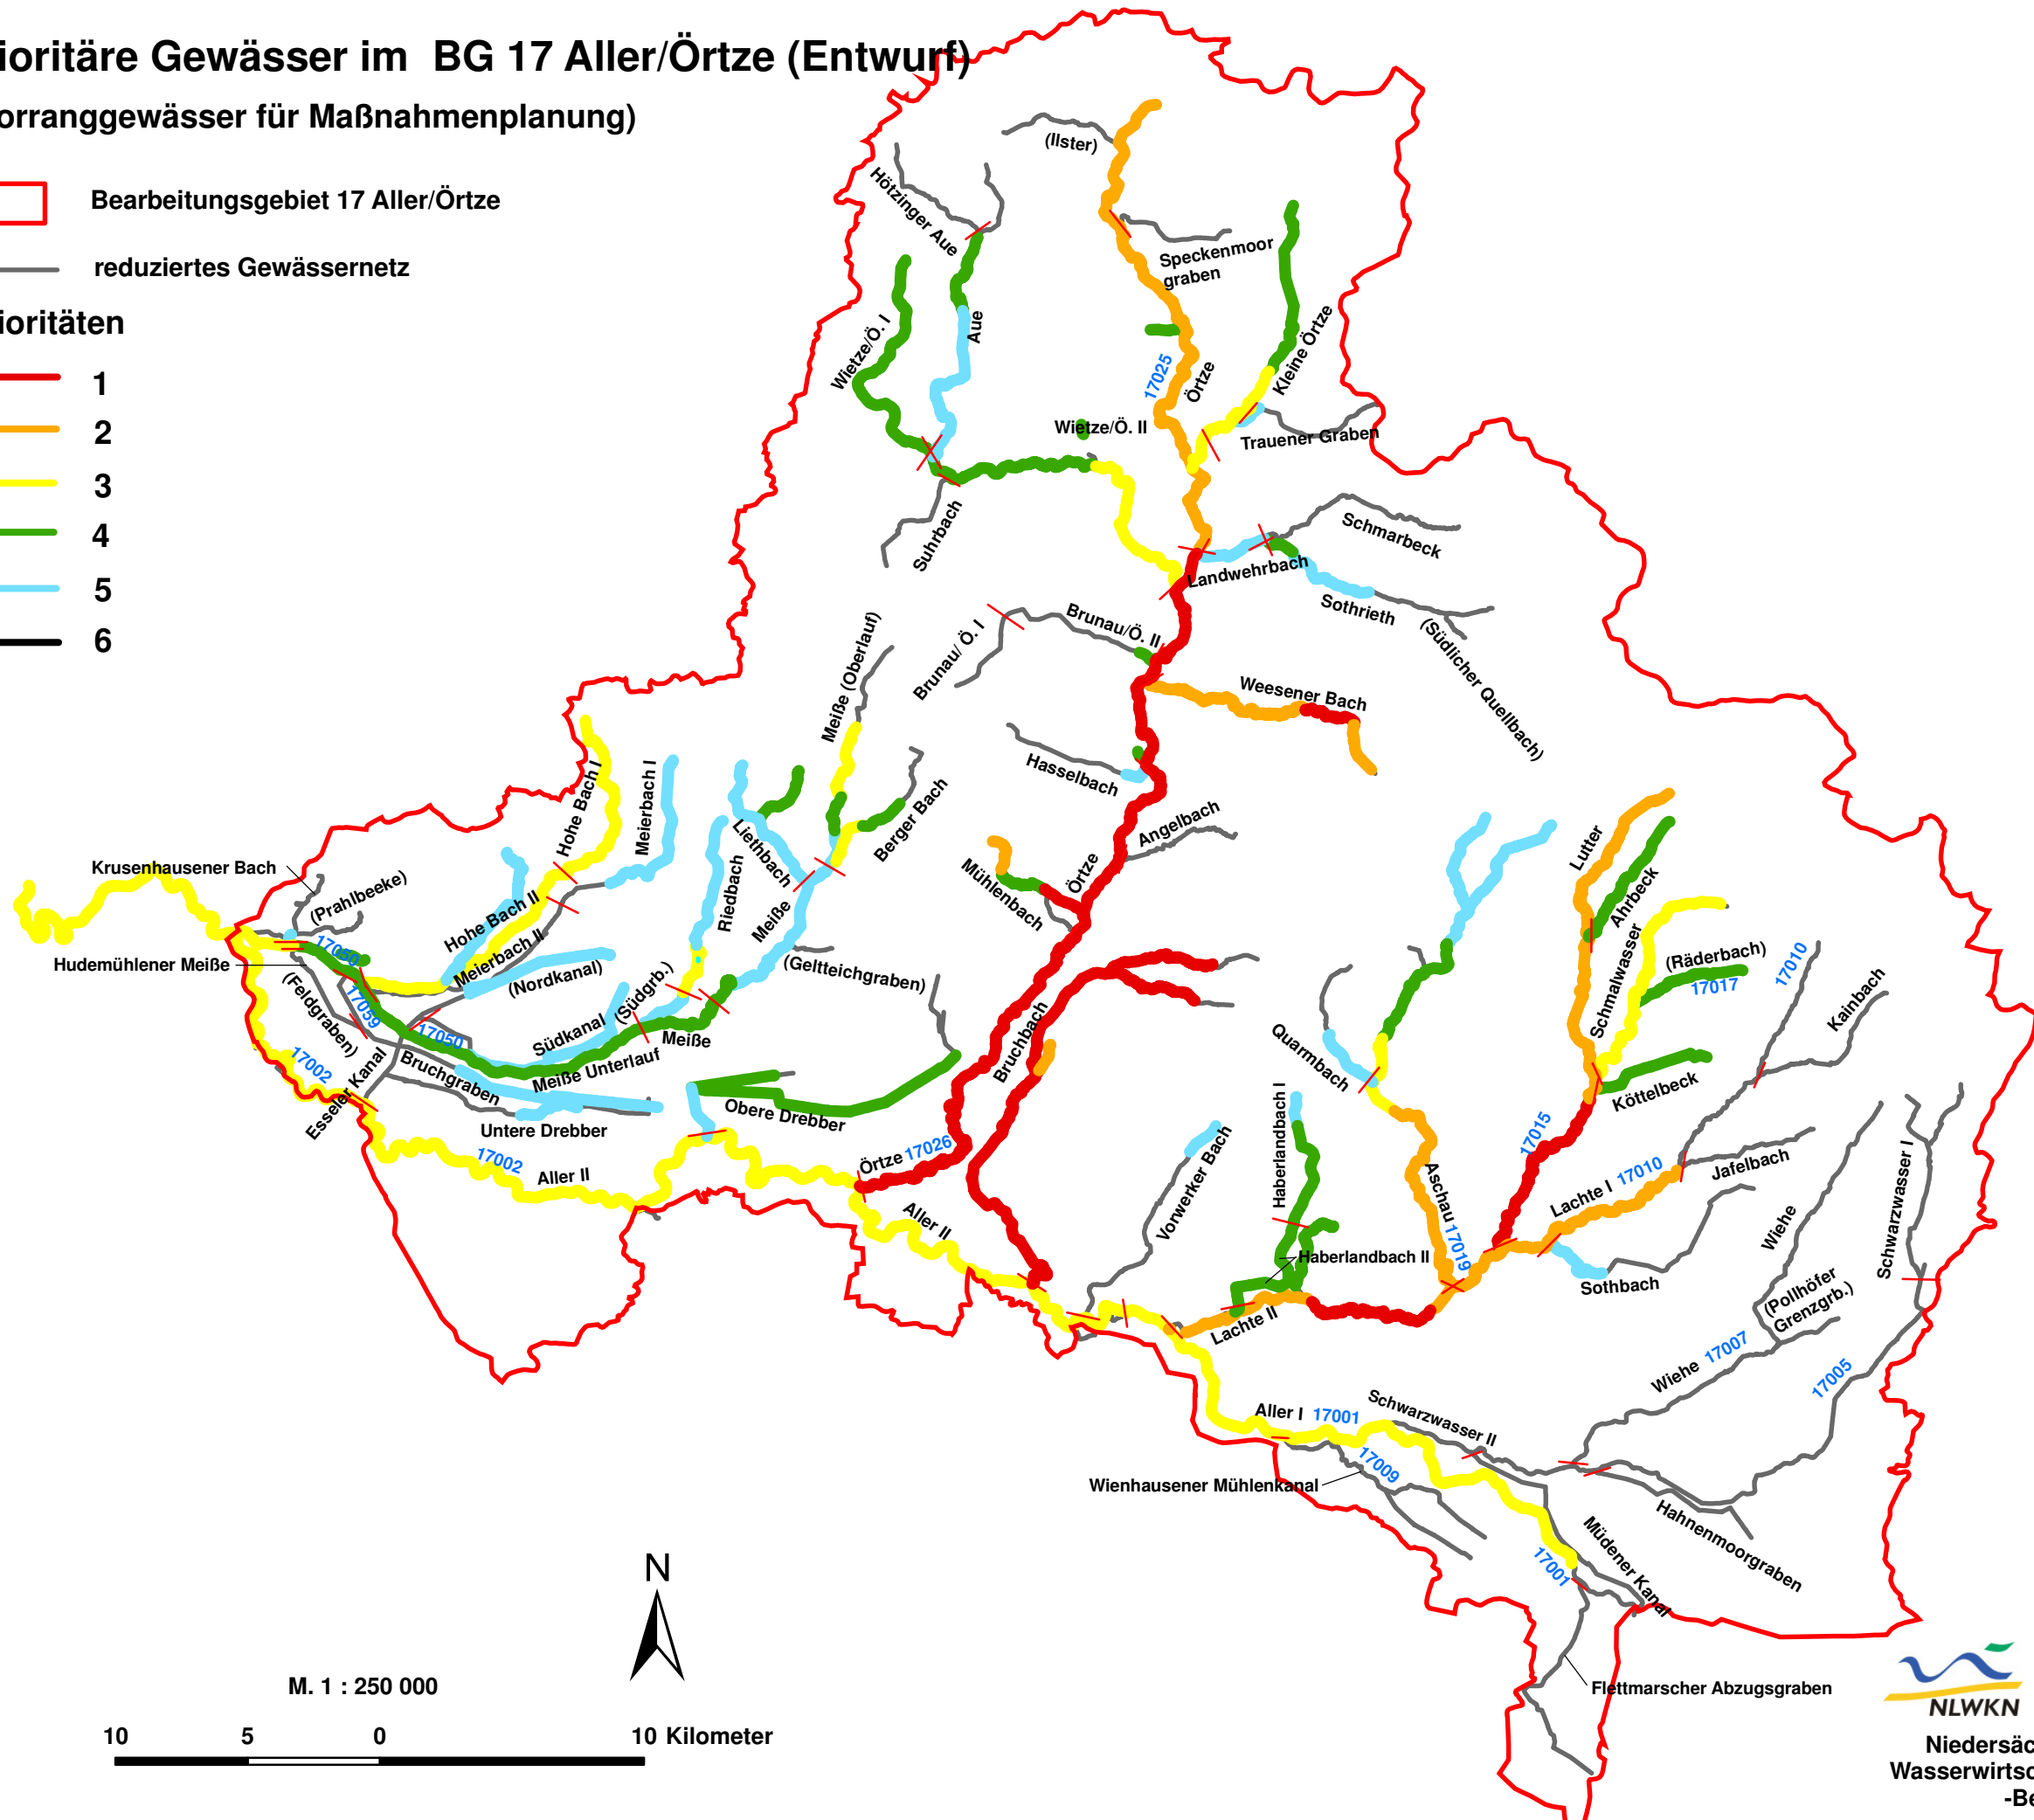 ioritäre Gewässer im BG 17 Aller/Örtze (Entwurf)
orranggewässer für Maßnahmenplanung)
Bearbeitungsgebiet 17 Aller/Örtze
reduziertes Gewässernetz
ioritäten
1
2
3
4
5
6
(Ilster)
Hötzinger Aue
Speckenmoor
graben
Wietze/Ö. I
Aue
17025
Örtze
Kleine Örtze
Wietze/Ö. II
Trauener Graben
Suhrbach
Schmarbeck
Landwehrbach
Sothrieth
(Südlicher Quellbach)
Brunau/Ö. II
Brunau/ Ö. I
Meiße (Oberlauf)
Weesener Bach
Hasselbach
Angelbach
Hohe Bach I
Meierbach I
Liethbach
Berger Bach
Riedbach
Meiße
Mühlenbach
Örtze
Krusenhausener Bach
(Prahlbeeke)
Hohe Bach II
Meierbach II
Hudemühlener Meiße
17050
17059
(Feldgraben)
(Nordkanal)
(Südgrb.)
(Geltteichgraben)
Südkanal
17050
Meiße
Meiße Unterlauf
Bruchgraben
17002
Esseler Kanal
Untere Drebber
Obere Drebber
17002
Aller II
Örtze 17026
Aller II
Bruchbach
Lutter
Ahrbeck
Schmalwasser
(Räderbach)
17017
17010
Kainbach
Quarmbach
Köttelbeck
17015
Haberlandbach I
Vorwerker Bach
Aschau
17019
Lachte I 17010
Jafelbach
Haberlandbach II
Sothbach
Wiehe
Schwarzwasser I
(Pollhöfer
Grenzgrb.)
Lachte II
Wiehe 17007
17005
Aller I 17001
Schwarzwasser II
17009
Wienhausener Mühlenkanal
Hahnenmoorgraben
Müdener Kanal
17001
Flettmarscher Abzugsgraben
N
M. 1 : 250 000
10 5 0 10 Kilometer
NLWKN
Niedersäc
Wasserwirtsc
-Be